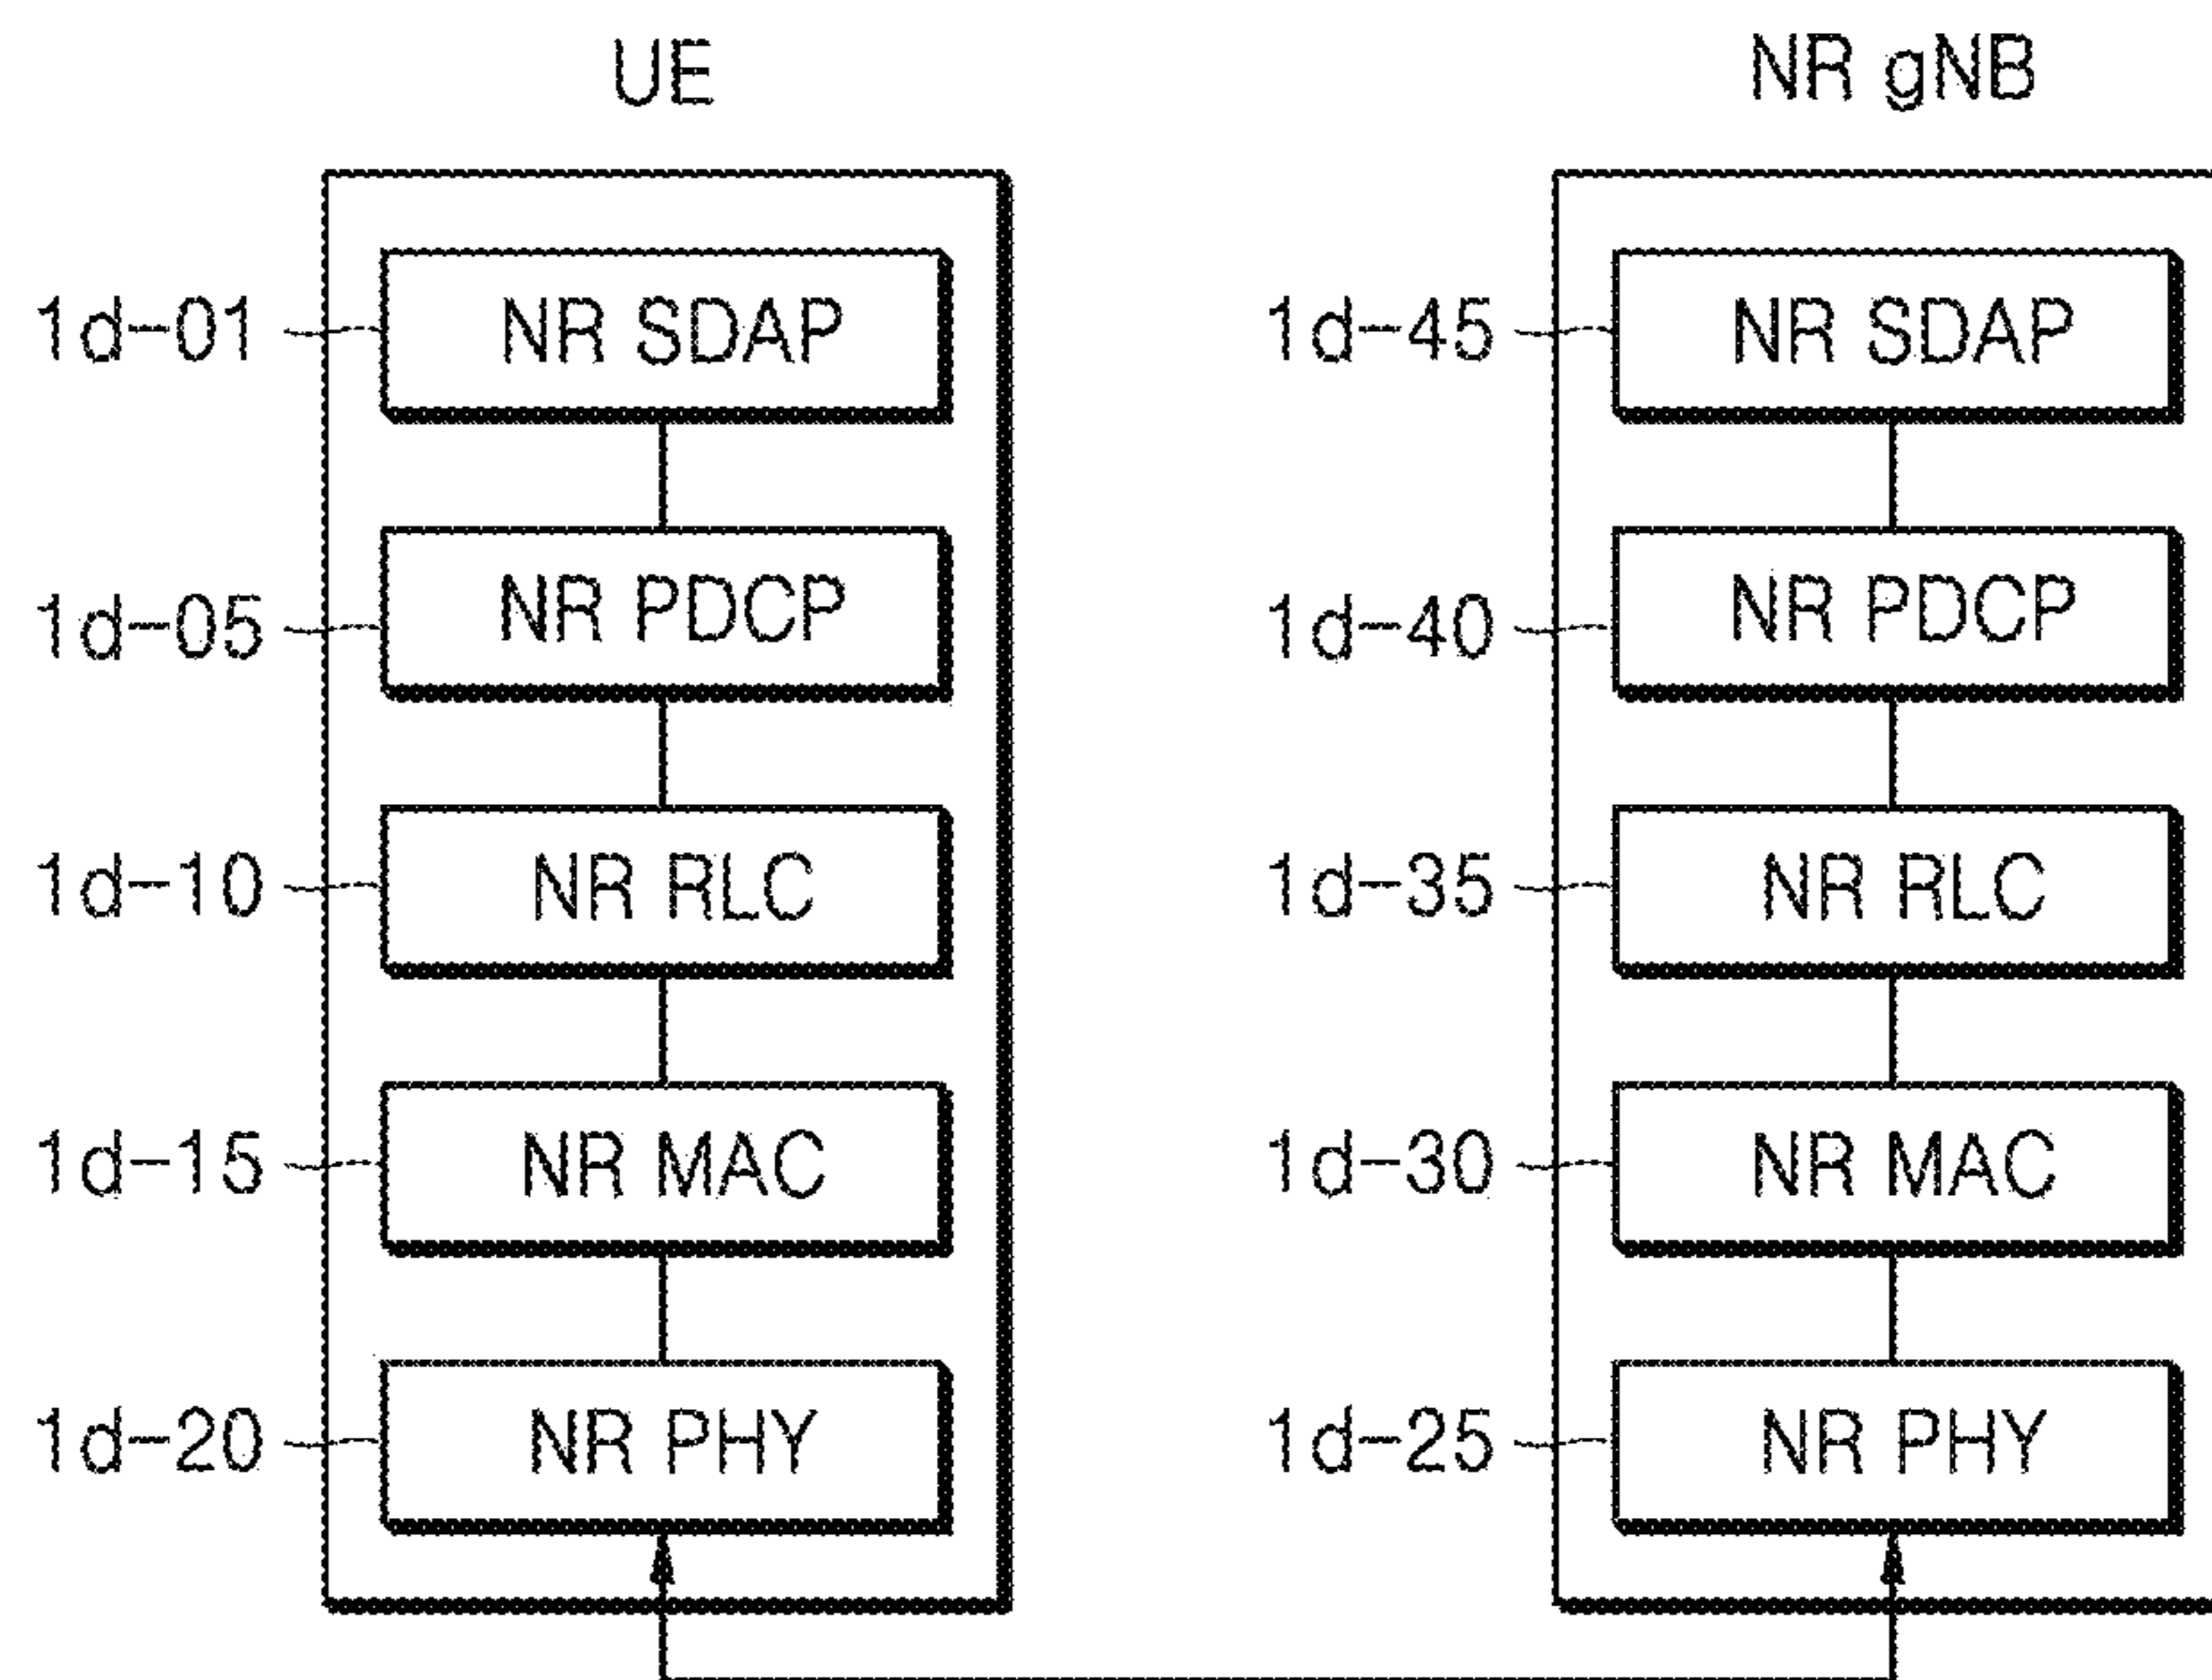 UE NR gNB
1d-01 NR SDAP 1d-45 NR SDAP
1d-05 NR PDCP 1d-40 NR PDCP
1d-10 NR RLC 1d-35 NR RLC
1d-15 NR MAC 1d-30 NR MAC
1d-20 NR PHY 1d-25 NR PHY